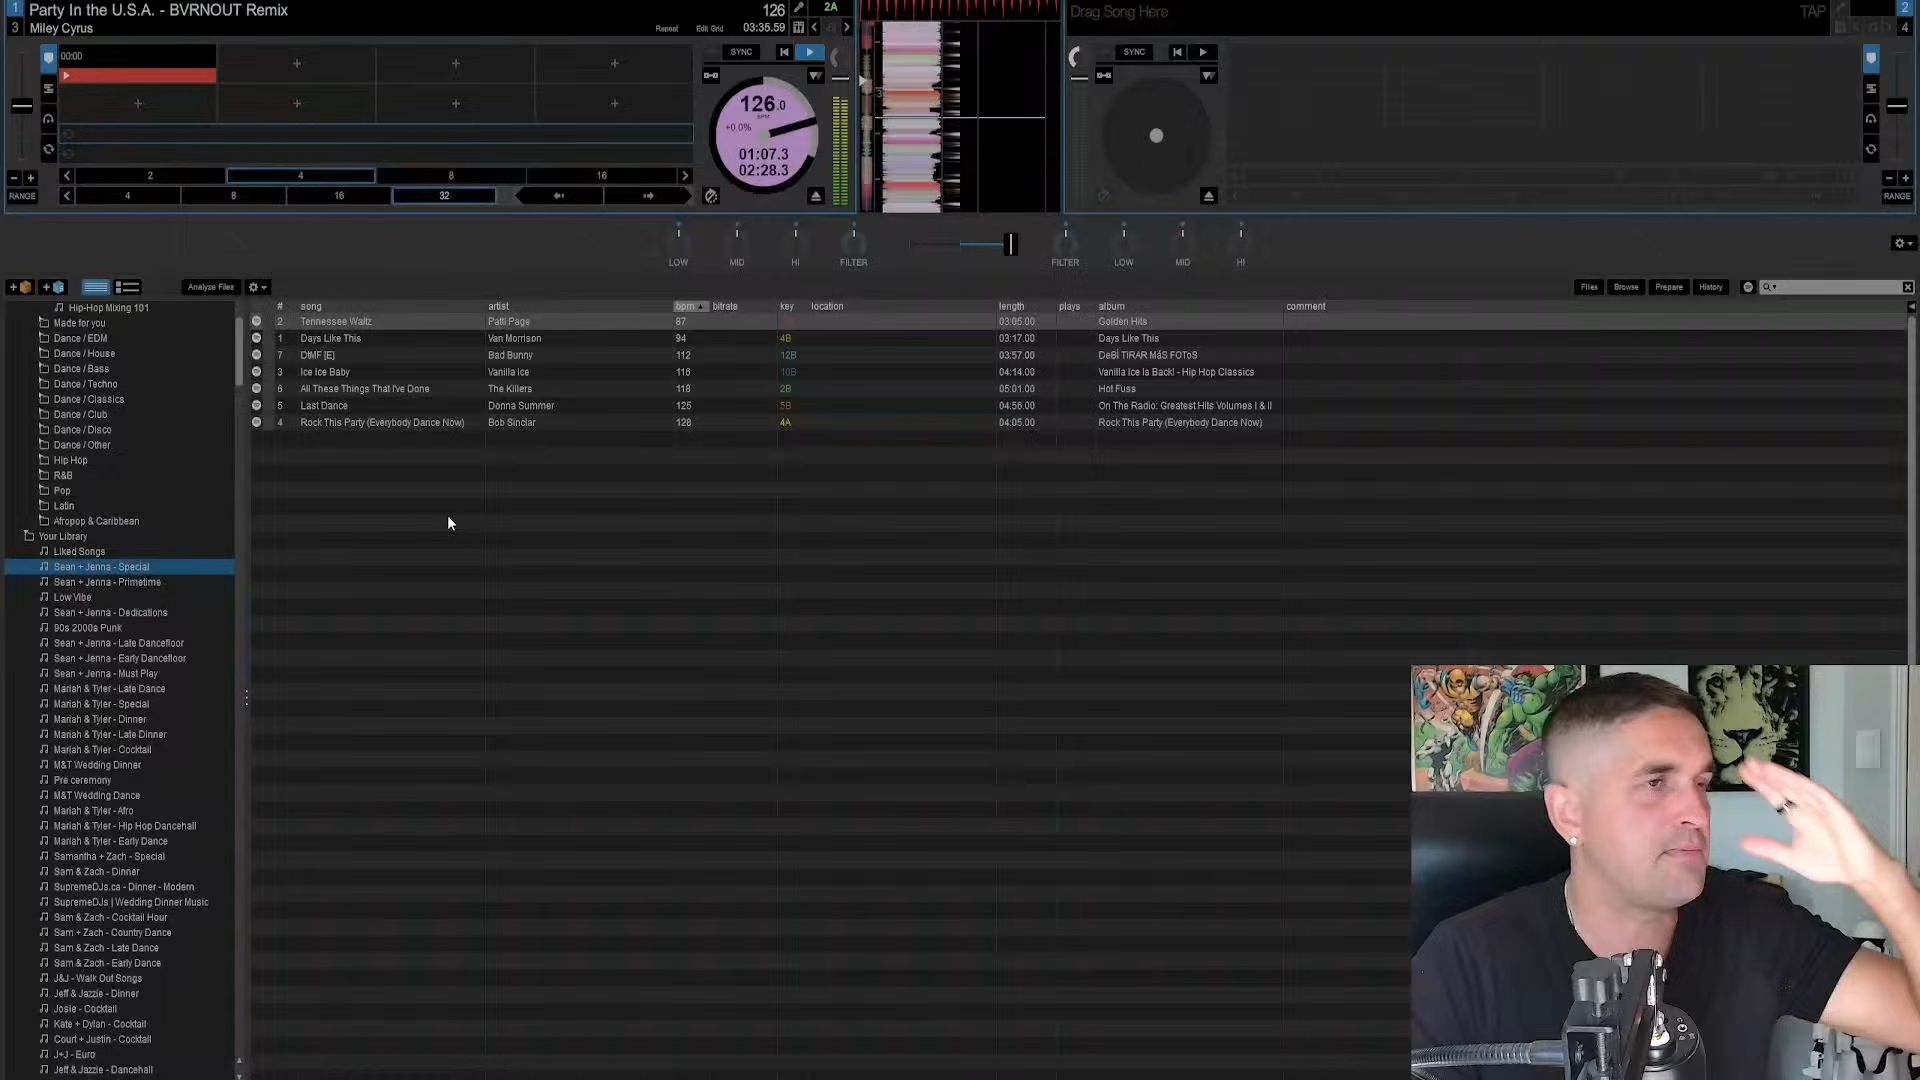 1 Party In the U.S.A. - BVRNOUT Remix 126 2A
3 Miley Cyrus Repeat Edit Grid 03:35.59
Drag Song Here TAP 2
4
00:00
SYNC
126.0
BPM
+0.0%
01:07.3
02:28.3
2 4 8 16
RANGE 4 8 16 32
3
SYNC
RANGE
LOW MID HI FILTER FILTER LOW MID HI
Analyze Files Files Browse Prepare History
# song artist bpm bitrate key location length plays album comment
2 Tennessee Waltz Patti Page 87 03:05.00 Golden Hits
1 Days Like This Van Morrison 94 4B 03:17.00 Days Like This
7 DtMF [E] Bad Bunny 112 12B 03:57.00 DeBÍ TiRAR MáS FOToS
3 Ice Ice Baby Vanilla Ice 116 10B 04:14.00 Vanilla Ice Is Back! - Hip Hop Classics
6 All These Things That I've Done The Killers 118 2B 05:01.00 Hot Fuss
5 Last Dance Donna Summer 125 5B 04:56.00 On The Radio: Greatest Hits Volumes I & II
4 Rock This Party (Everybody Dance Now) Bob Sinclar 128 4A 04:05.00 Rock This Party (Everybody Dance Now)
Hip-Hop Mixing 101
Made for you
Dance / EDM
Dance / House
Dance / Bass
Dance / Techno
Dance / Classics
Dance / Club
Dance / Disco
Dance / Other
Hip Hop
R&B
Pop
Latin
Afropop & Caribbean
Your Library
Liked Songs
Sean + Jenna - Special
Sean + Jenna - Primetime
Low Vibe
Sean + Jenna - Dedications
90s 2000s Punk
Sean + Jenna - Late Dancefloor
Sean + Jenna - Early Dancefloor
Sean + Jenna - Must Play
Mariah & Tyler - Late Dance
Mariah & Tyler - Special
Mariah & Tyler - Dinner
Mariah & Tyler - Late Dinner
Mariah & Tyler - Cocktail
M&T Wedding Dinner
Pre ceremony
M&T Wedding Dance
Mariah & Tyler - Afro
Mariah & Tyler - Hip Hop Dancehall
Mariah & Tyler - Early Dance
Samantha + Zach - Special
Sam & Zach - Dinner
SupremeDJs.ca - Dinner - Modern
SupremeDJs | Wedding Dinner Music
Sam & Zach - Cocktail Hour
Sam + Zach - Country Dance
Sam & Zach - Late Dance
Sam & Zach - Early Dance
J&J - Walk Out Songs
Jeff & Jazzie - Dinner
Josie - Cocktail
Kate + Dylan - Cocktail
Court + Justin - Cocktail
J+J - Euro
Jeff & Jazzie - Dancehall